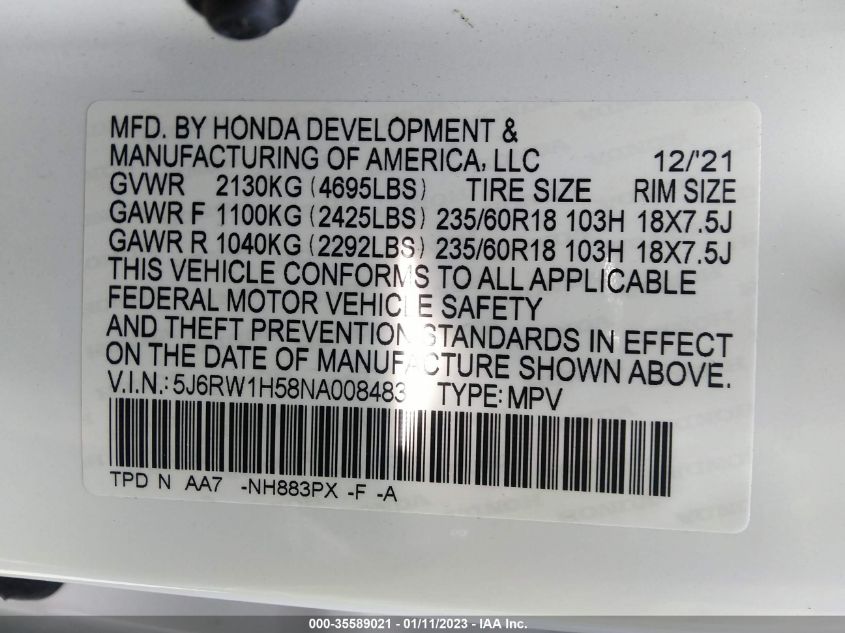 MFD. BY HONDA DEVELOPMENT &
MANUFACTURING OF AMERICA, LLC 12/'21
GVWR 2130KG (4695LBS) TIRE SIZE RIM SIZE
GAWR F 1100KG (2425LBS) 235/60R18 103H 18X7.5J
GAWR R 1040KG (2292LBS) 235/60R18 103H 18X7.5J
THIS VEHICLE CONFORMS TO ALL APPLICABLE
FEDERAL MOTOR VEHICLE SAFETY
AND THEFT PREVENTION STANDARDS IN EFFECT
ON THE DATE OF MANUFACTURE SHOWN ABOVE.
V.I.N.: 5J6RW1H58NA008483 TYPE: MPV
TPD N AA7 -NH883PX -F -A
000-35589021 - 01/11/2023 - IAA Inc.